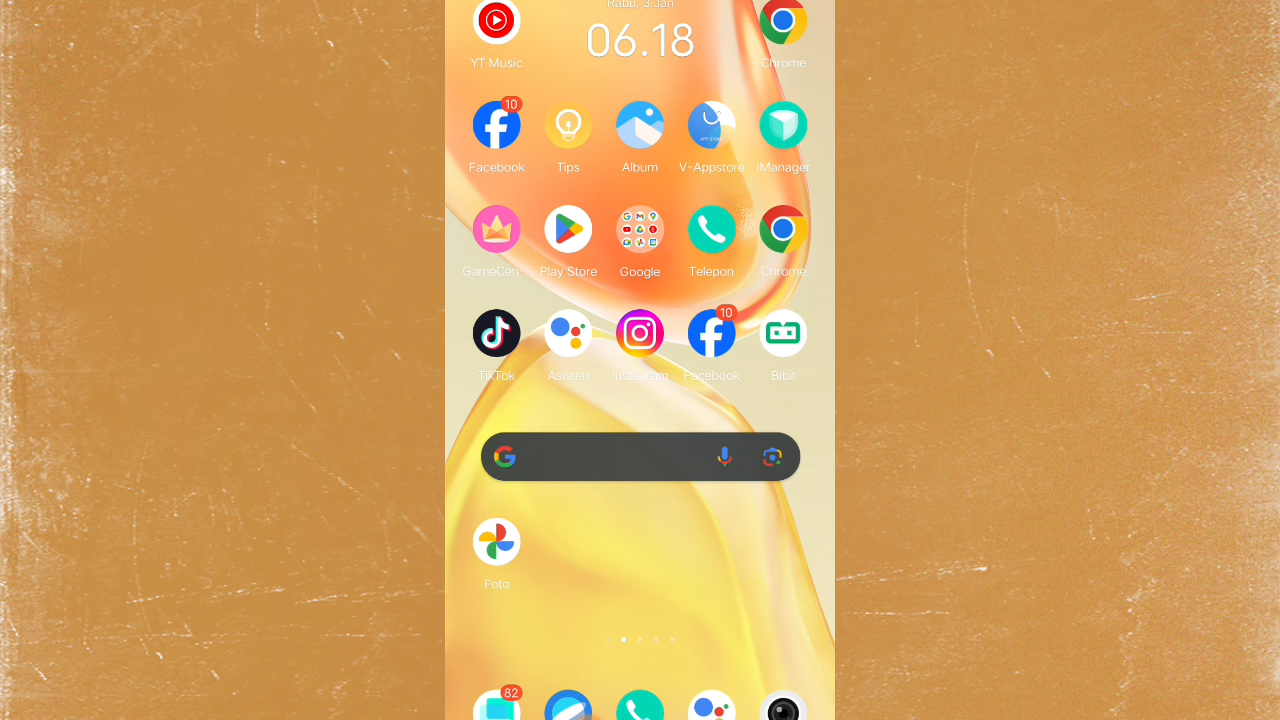 Rabu, 3 Jan
06.18
YT Music
Chrome
10
Facebook
Tips
Album
V-Appstore
iManager
GameCen
Play Store
Google
Telepon
Chrome
10
TikTok
Asisten
Instagram
Facebook
Bibit
Foto
82